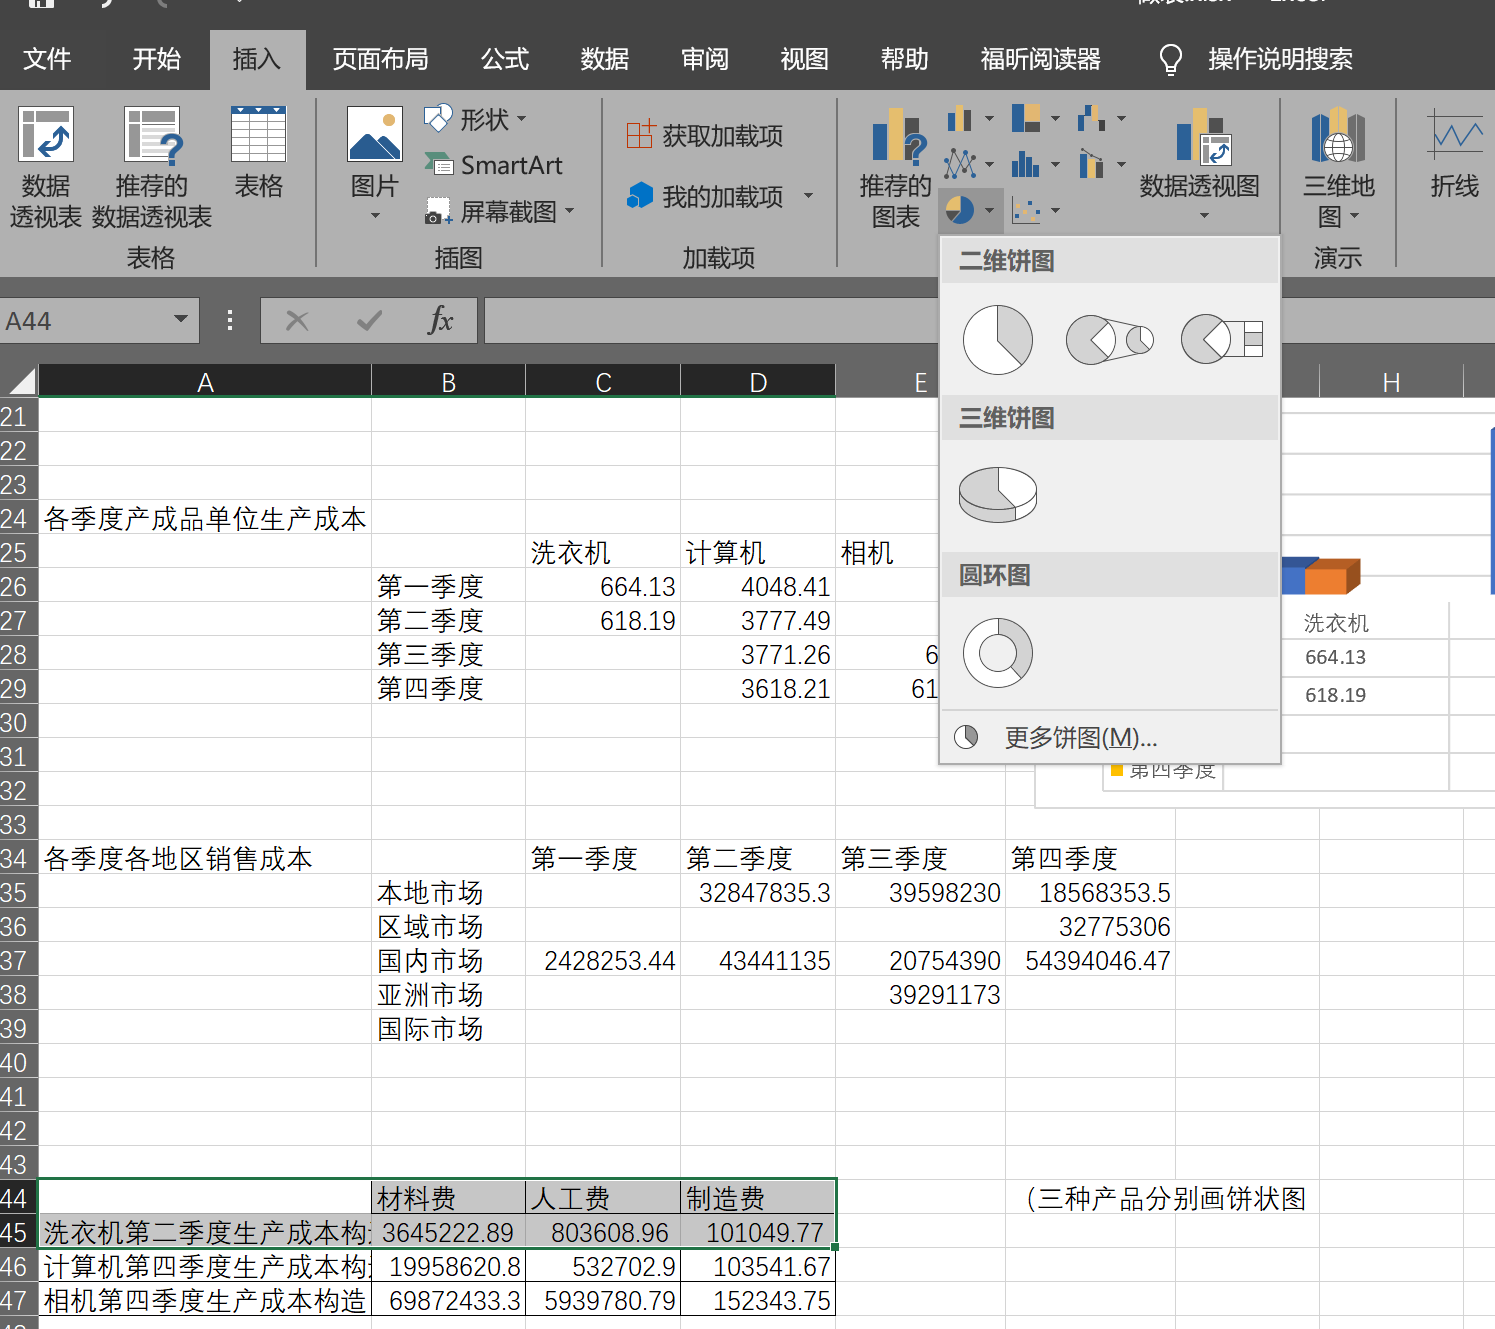 文件 开始 插入 页面布局 公式 数据 审阅 视图 帮助 福昕阅读器 操作说明搜索
数据
透视表
推荐的
数据透视表
表格
图片
形状
SmartArt
屏幕截图
获取加载项
我的加载项
推荐的
图表
数据透视图
三维地
图
折线
表格 插图 加载项 演示
二维饼图
三维饼图
圆环图
更多饼图(M)...
A44 fx
A B C D E H
21
22
23
24 各季度产成品单位生产成本
25 洗衣机 计算机 相机
26 第一季度 664.13 4048.41
27 第二季度 618.19 3777.49
28 第三季度 3771.26 6
29 第四季度 3618.21 61
30
31
32
33
34 各季度各地区销售成本 第一季度 第二季度 第三季度 第四季度
35 本地市场 32847835.3 39598230 18568353.5
36 区域市场 32775306
37 国内市场 2428253.44 43441135 20754390 54394046.47
38 亚洲市场 39291173
39 国际市场
40
41
42
43
44 材料费 人工费 制造费 （三种产品分别画饼状图
45 洗衣机第二季度生产成本构 3645222.89 803608.96 101049.77
46 计算机第四季度生产成本构 19958620.8 532702.9 103541.67
47 相机第四季度生产成本构造 69872433.3 5939780.79 152343.75
洗衣机
664.13
618.19
第四季度